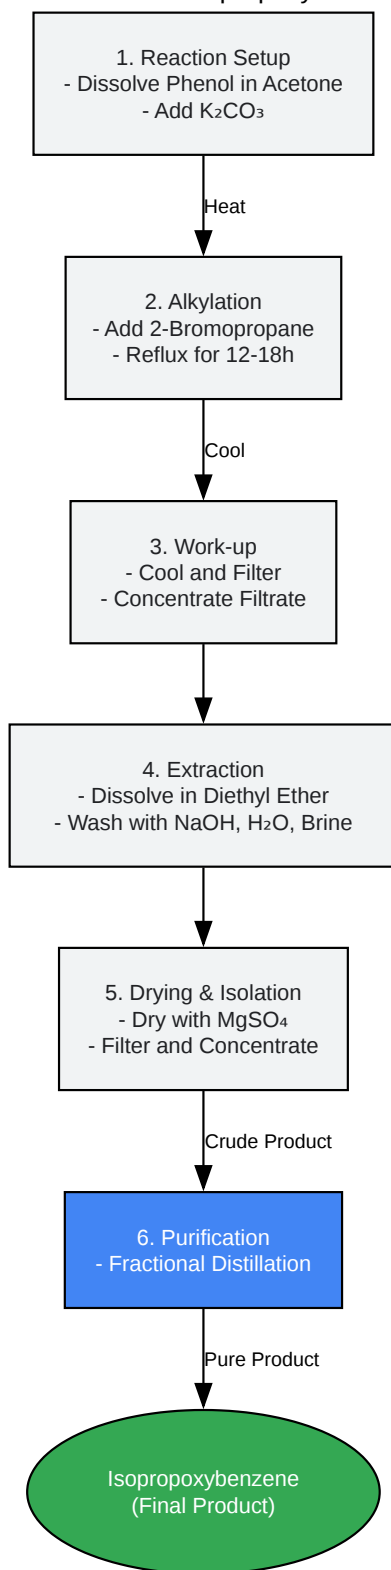 1. Reaction Setup
- Dissolve Phenol in Acetone
- Add K₂CO₃
Heat
2. Alkylation
- Add 2-Bromopropane
- Reflux for 12-18h
Cool
3. Work-up
- Cool and Filter
- Concentrate Filtrate
4. Extraction
- Dissolve in Diethyl Ether
- Wash with NaOH, H₂O, Brine
5. Drying & Isolation
- Dry with MgSO₄
- Filter and Concentrate
Crude Product
6. Purification
- Fractional Distillation
Pure Product
Isopropoxybenzene
(Final Product)